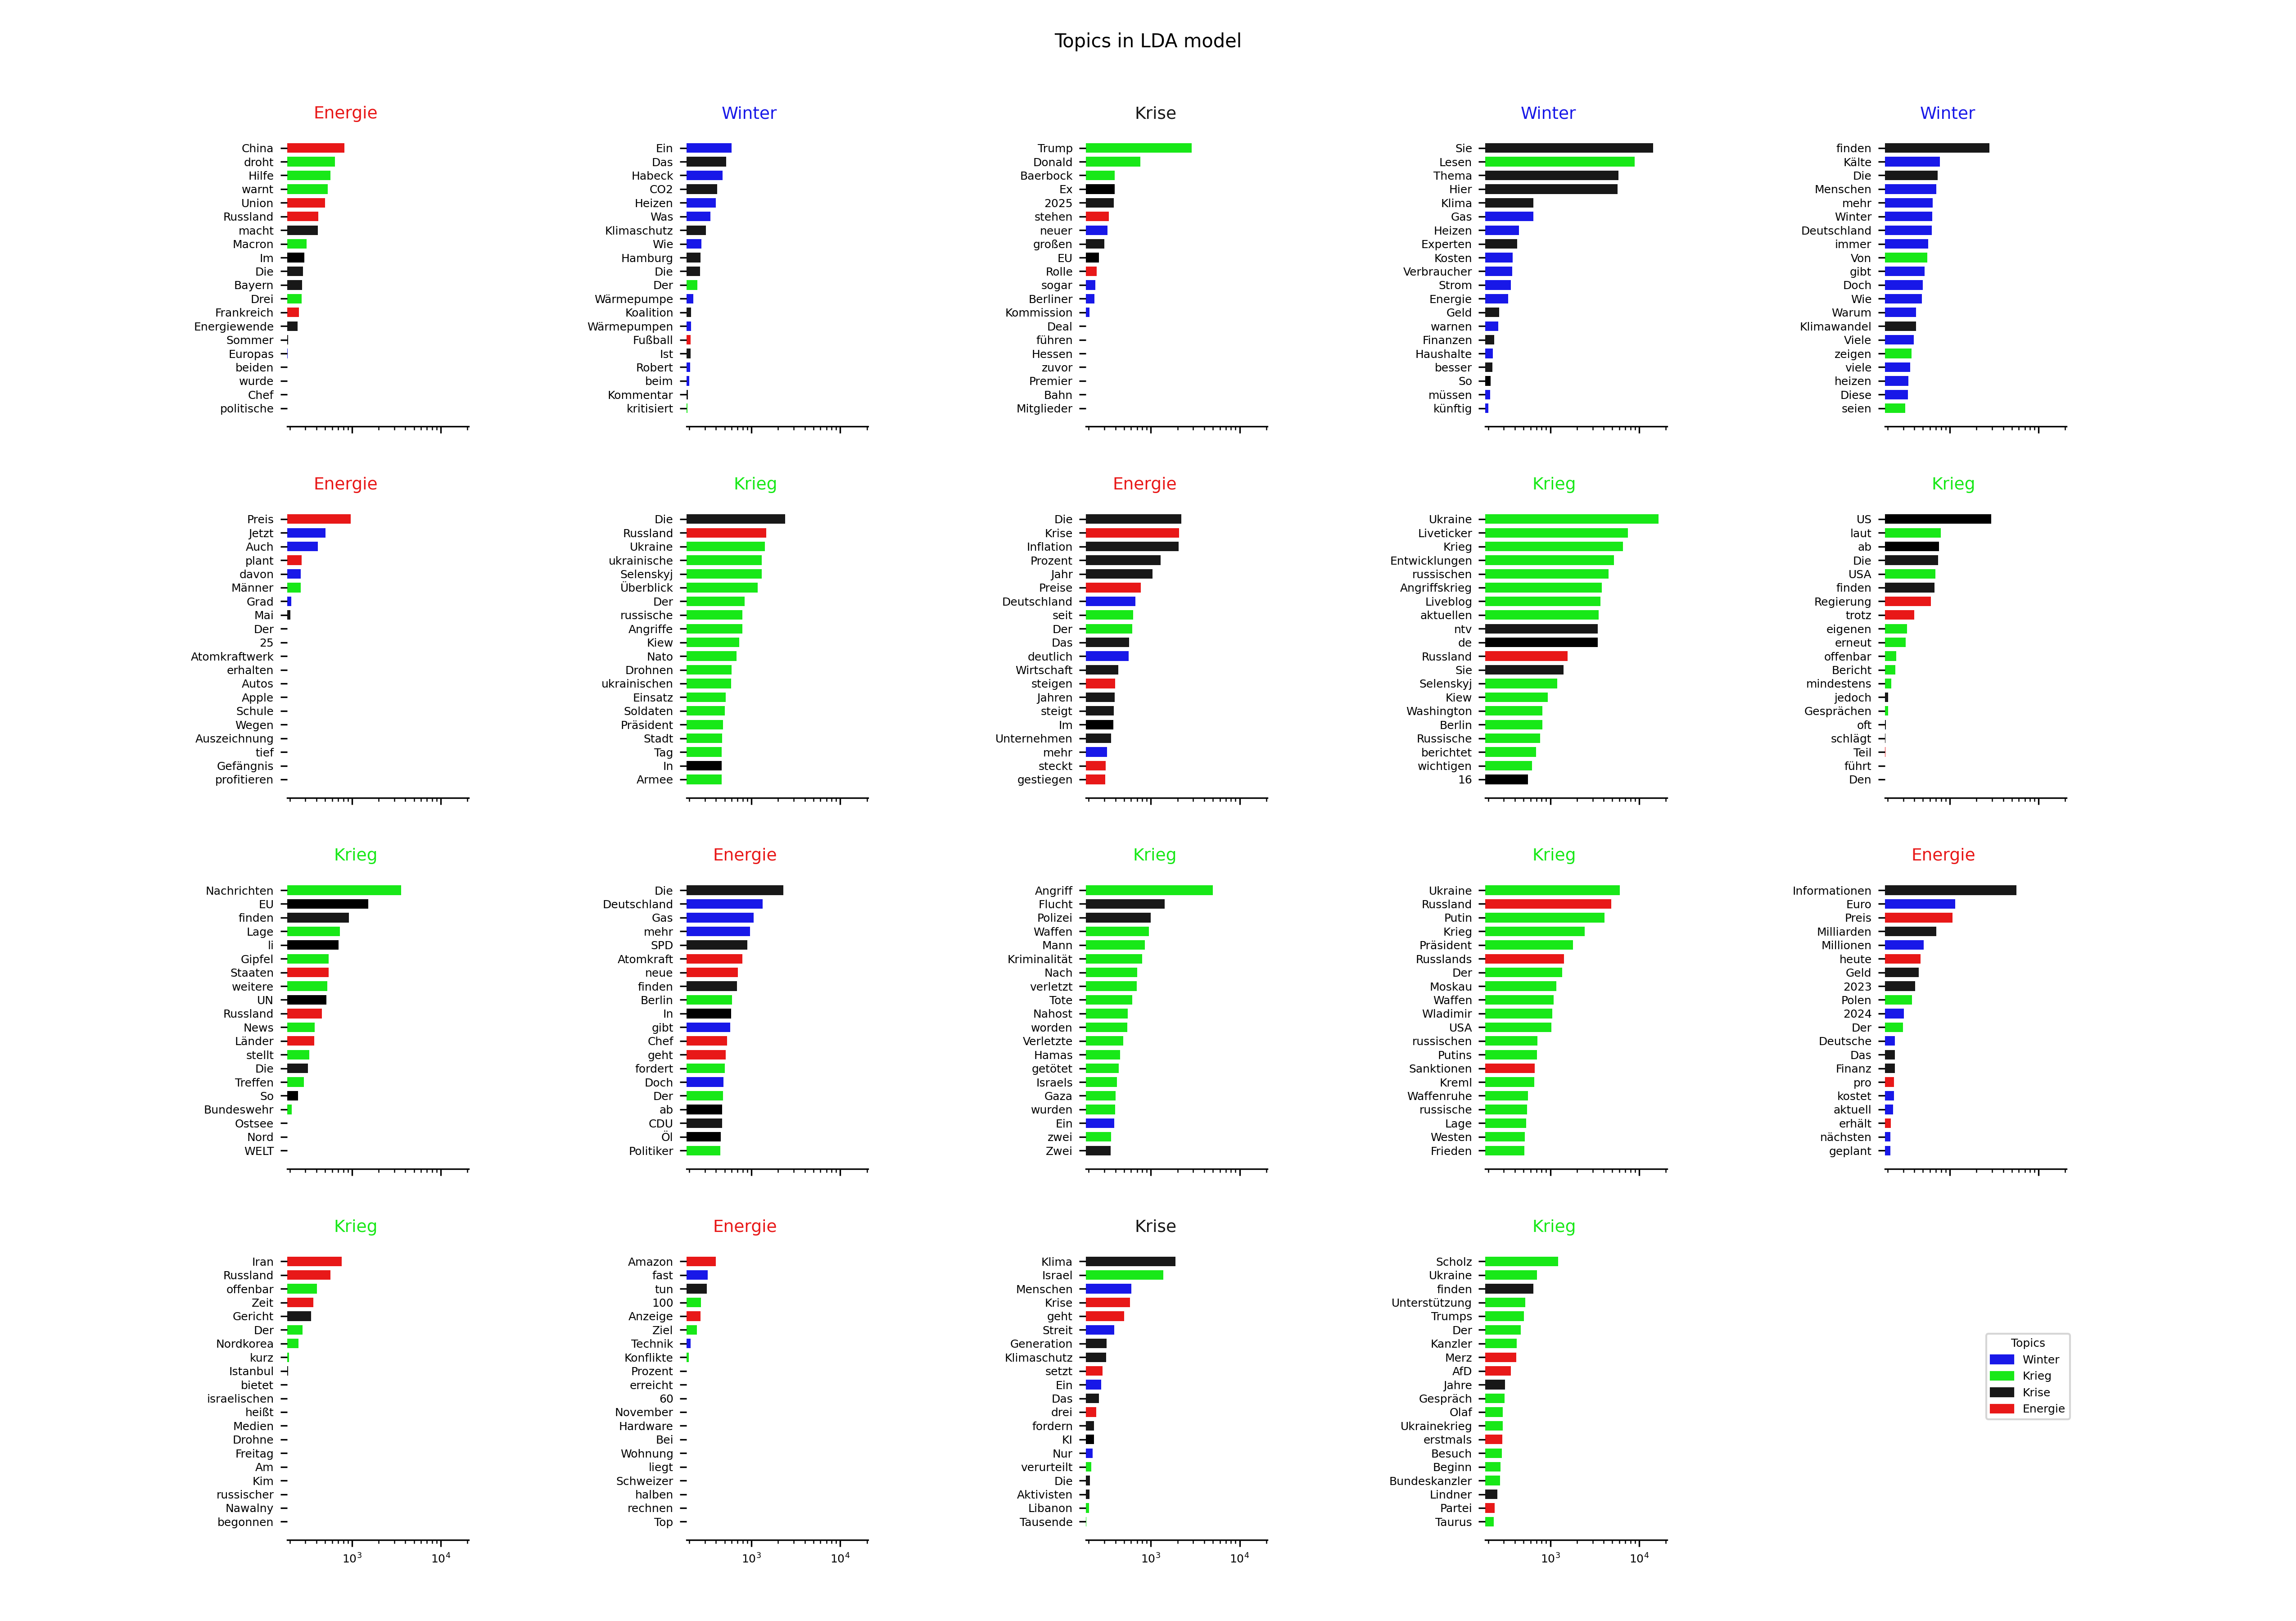 Topics in LDA model
Energie
China
droht
Hilfe
warnt
Union
Russland
macht
Macron
Im
Die
Bayern
Drei
Frankreich
Energiewende
Sommer
Europas
beiden
wurde
Chef
politische
Winter
Ein
Das
Habeck
CO2
Heizen
Was
Klimaschutz
Wie
Hamburg
Die
Der
Wärmepumpe
Koalition
Wärmepumpen
Fußball
Ist
Robert
beim
Kommentar
kritisiert
Krise
Trump
Donald
Baerbock
Ex
2025
stehen
neuer
großen
EU
Rolle
sogar
Berliner
Kommission
Deal
führen
Hessen
zuvor
Premier
Bahn
Mitglieder
Winter
Sie
Lesen
Thema
Hier
Klima
Gas
Heizen
Experten
Kosten
Verbraucher
Strom
Energie
Geld
warnen
Finanzen
Haushalte
besser
So
müssen
künftig
Winter
finden
Kälte
Die
Menschen
mehr
Winter
Deutschland
immer
Von
gibt
Doch
Wie
Warum
Klimawandel
Viele
zeigen
viele
heizen
Diese
seien
Energie
Preis
Jetzt
Auch
plant
davon
Männer
Grad
Mai
Der
25
Atomkraftwerk
erhalten
Autos
Apple
Schule
Wegen
Auszeichnung
tief
Gefängnis
profitieren
Krieg
Die
Russland
Ukraine
ukrainische
Selenskyj
Überblick
Der
russische
Angriffe
Kiew
Nato
Drohnen
ukrainischen
Einsatz
Soldaten
Präsident
Stadt
Tag
In
Armee
Energie
Die
Krise
Inflation
Prozent
Jahr
Preise
Deutschland
seit
Der
Das
deutlich
Wirtschaft
steigen
Jahren
steigt
Im
Unternehmen
mehr
steckt
gestiegen
Krieg
Ukraine
Liveticker
Krieg
Entwicklungen
russischen
Angriffskrieg
Liveblog
aktuellen
ntv
de
Russland
Sie
Selenskyj
Kiew
Washington
Berlin
Russische
berichtet
wichtigen
16
Krieg
US
laut
ab
Die
USA
finden
Regierung
trotz
eigenen
erneut
offenbar
Bericht
mindestens
jedoch
Gesprächen
oft
schlägt
Teil
führt
Den
Krieg
Nachrichten
EU
finden
Lage
li
Gipfel
Staaten
weitere
UN
Russland
News
Länder
stellt
Die
Treffen
So
Bundeswehr
Ostsee
Nord
WELT
Energie
Die
Deutschland
Gas
mehr
SPD
Atomkraft
neue
finden
Berlin
In
gibt
Chef
geht
fordert
Doch
Der
ab
CDU
Öl
Politiker
Krieg
Angriff
Flucht
Polizei
Waffen
Mann
Kriminalität
Nach
verletzt
Tote
Nahost
worden
Verletzte
Hamas
getötet
Israels
Gaza
wurden
Ein
zwei
Zwei
Krieg
Ukraine
Russland
Putin
Krieg
Präsident
Russlands
Der
Moskau
Waffen
Wladimir
USA
russischen
Putins
Sanktionen
Kreml
Waffenruhe
russische
Lage
Westen
Frieden
Energie
Informationen
Euro
Preis
Milliarden
Millionen
heute
Geld
2023
Polen
2024
Der
Deutsche
Das
Finanz
pro
kostet
aktuell
erhält
nächsten
geplant
Krieg
Iran
Russland
offenbar
Zeit
Gericht
Der
Nordkorea
kurz
Istanbul
bietet
israelischen
heißt
Medien
Drohne
Freitag
Am
Kim
russischer
Nawalny
begonnen
10³ 10⁴
Energie
Amazon
fast
tun
100
Anzeige
Ziel
Technik
Konflikte
Prozent
erreicht
60
November
Hardware
Bei
Wohnung
liegt
Schweizer
halben
rechnen
Top
10³ 10⁴
Krise
Klima
Israel
Menschen
Krise
geht
Streit
Generation
Klimaschutz
setzt
Ein
Das
drei
fordern
KI
Nur
verurteilt
Die
Aktivisten
Libanon
Tausende
10³ 10⁴
Krieg
Scholz
Ukraine
finden
Unterstützung
Trumps
Der
Kanzler
Merz
AfD
Jahre
Gespräch
Olaf
Ukrainekrieg
erstmals
Besuch
Beginn
Bundeskanzler
Lindner
Partei
Taurus
10³ 10⁴
Topics
Winter
Krieg
Krise
Energie